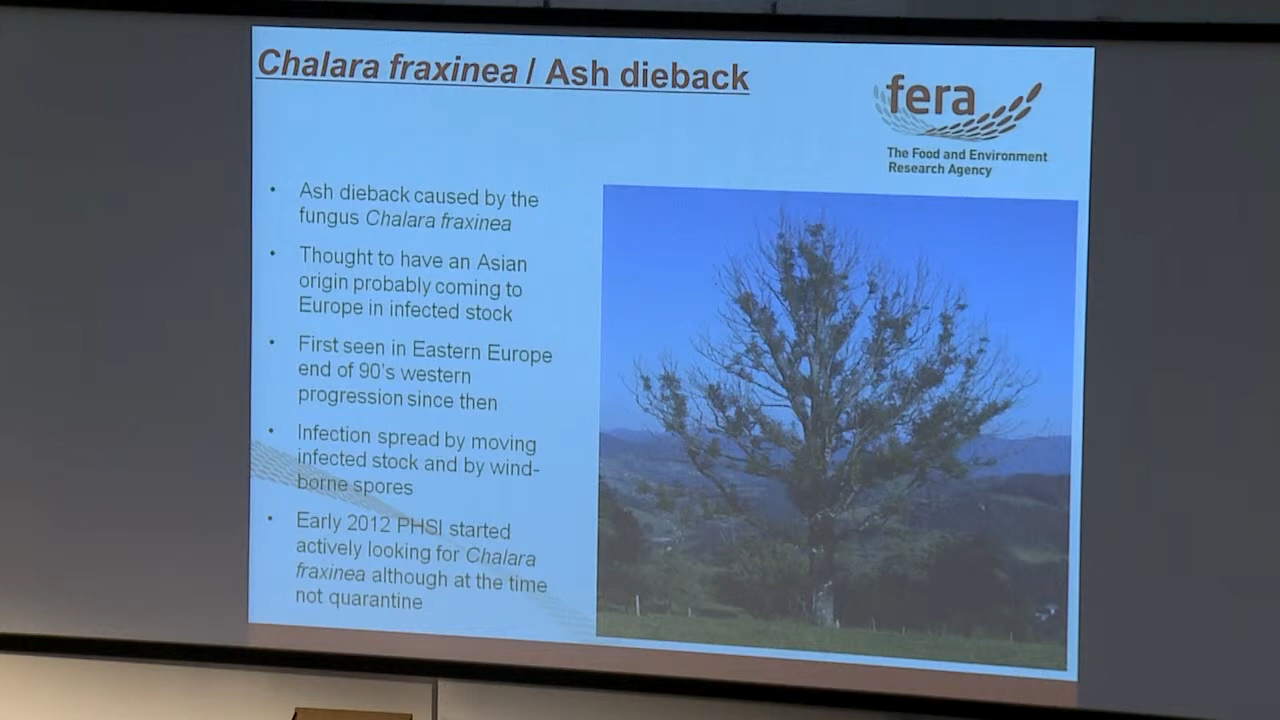 Chalara fraxinea / Ash dieback
fera
The Food and Environment
Research Agency
• Ash dieback caused by the
fungus Chalara fraxinea
• Thought to have an Asian
origin probably coming to
Europe in infected stock
• First seen in Eastern Europe
end of 90's western
progression since then
• Infection spread by moving
infected stock and by wind-
borne spores
• Early 2012 PHSI started
actively looking for Chalara
fraxinea although at the time
not quarantine